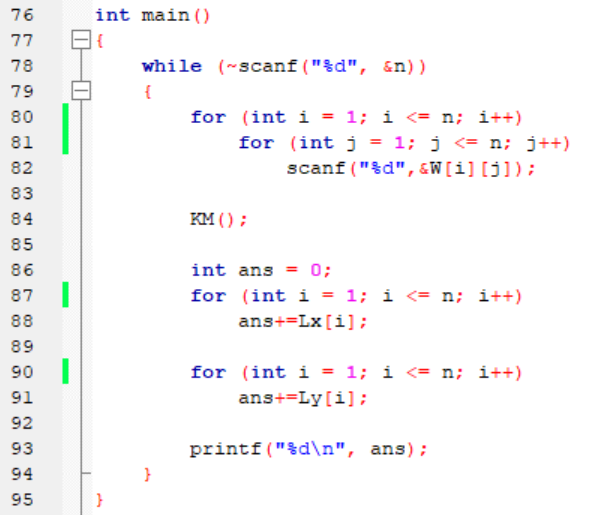 76 int main()
77 {
78 while (~scanf("%d", &n))
79 {
80 for (int i = 1; i <= n; i++)
81 for (int j = 1; j <= n; j++)
82 scanf("%d",&W[i][j]);
83
84 KM();
85
86 int ans = 0;
87 for (int i = 1; i <= n; i++)
88 ans+=Lx[i];
89
90 for (int i = 1; i <= n; i++)
91 ans+=Ly[i];
92
93 printf("%d\n", ans);
94 }
95 }